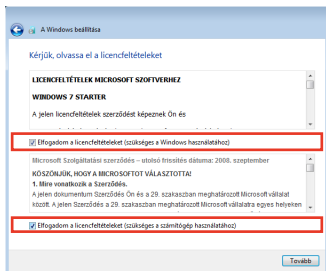 A Windows beállítása
Kérjük, olvassa el a licencfeltételeket
LICENCFELTÉTELEK MICROSOFT SZOFTVERHEZ
WINDOWS 7 STARTER
A jelen licencfeltételek szerződést képeznek Ön és
Elfogadom a licencfeltételeket (szükséges a Windows használatához)
Microsoft Szolgáltatási szerződés – utolsó frissítés dátuma: 2008. szeptember
KÖSZÖNJÜK, HOGY A MICROSOFTOT VÁLASZTOTTA!
1. Mire vonatkozik a Szerződés.
A jelen dokumentum Szerződés Ön és a 29. szakaszban meghatározott Microsoft vállalat
között. A jelen Szerződés a 29. szakaszban meghatározott Microsoft vállalatra egyes helyeken
Elfogadom a licencfeltételeket (szükséges a számítógép használatához)
Tovább